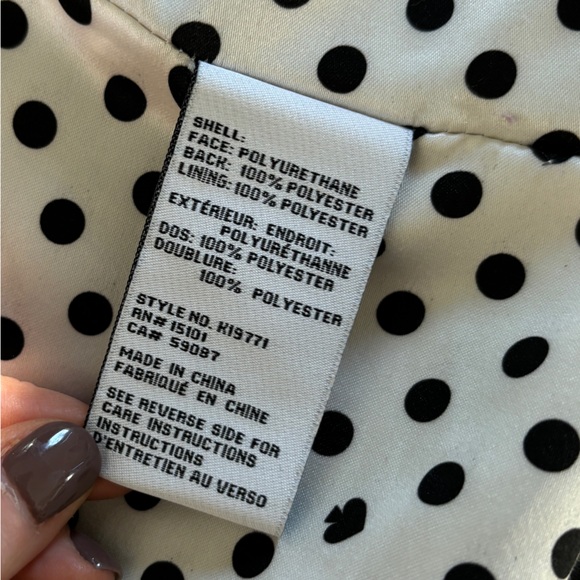 SHELL:
FACE: POLYURETHANE
BACK: 100% POLYESTER
LINING: 100% POLYESTER
EXTÉRIEUR: ENDROIT:
POLYURÉTHANNE
DOS: 100% POLYESTER
DOUBLURE:
100% POLYESTER
STYLE NO. K19771
RN# 15101
CA# 59087
MADE IN CHINA
FABRIQUÉ EN CHINE
SEE REVERSE SIDE FOR
CARE INSTRUCTIONS
INSTRUCTIONS
D'ENTRETIEN AU VERSO